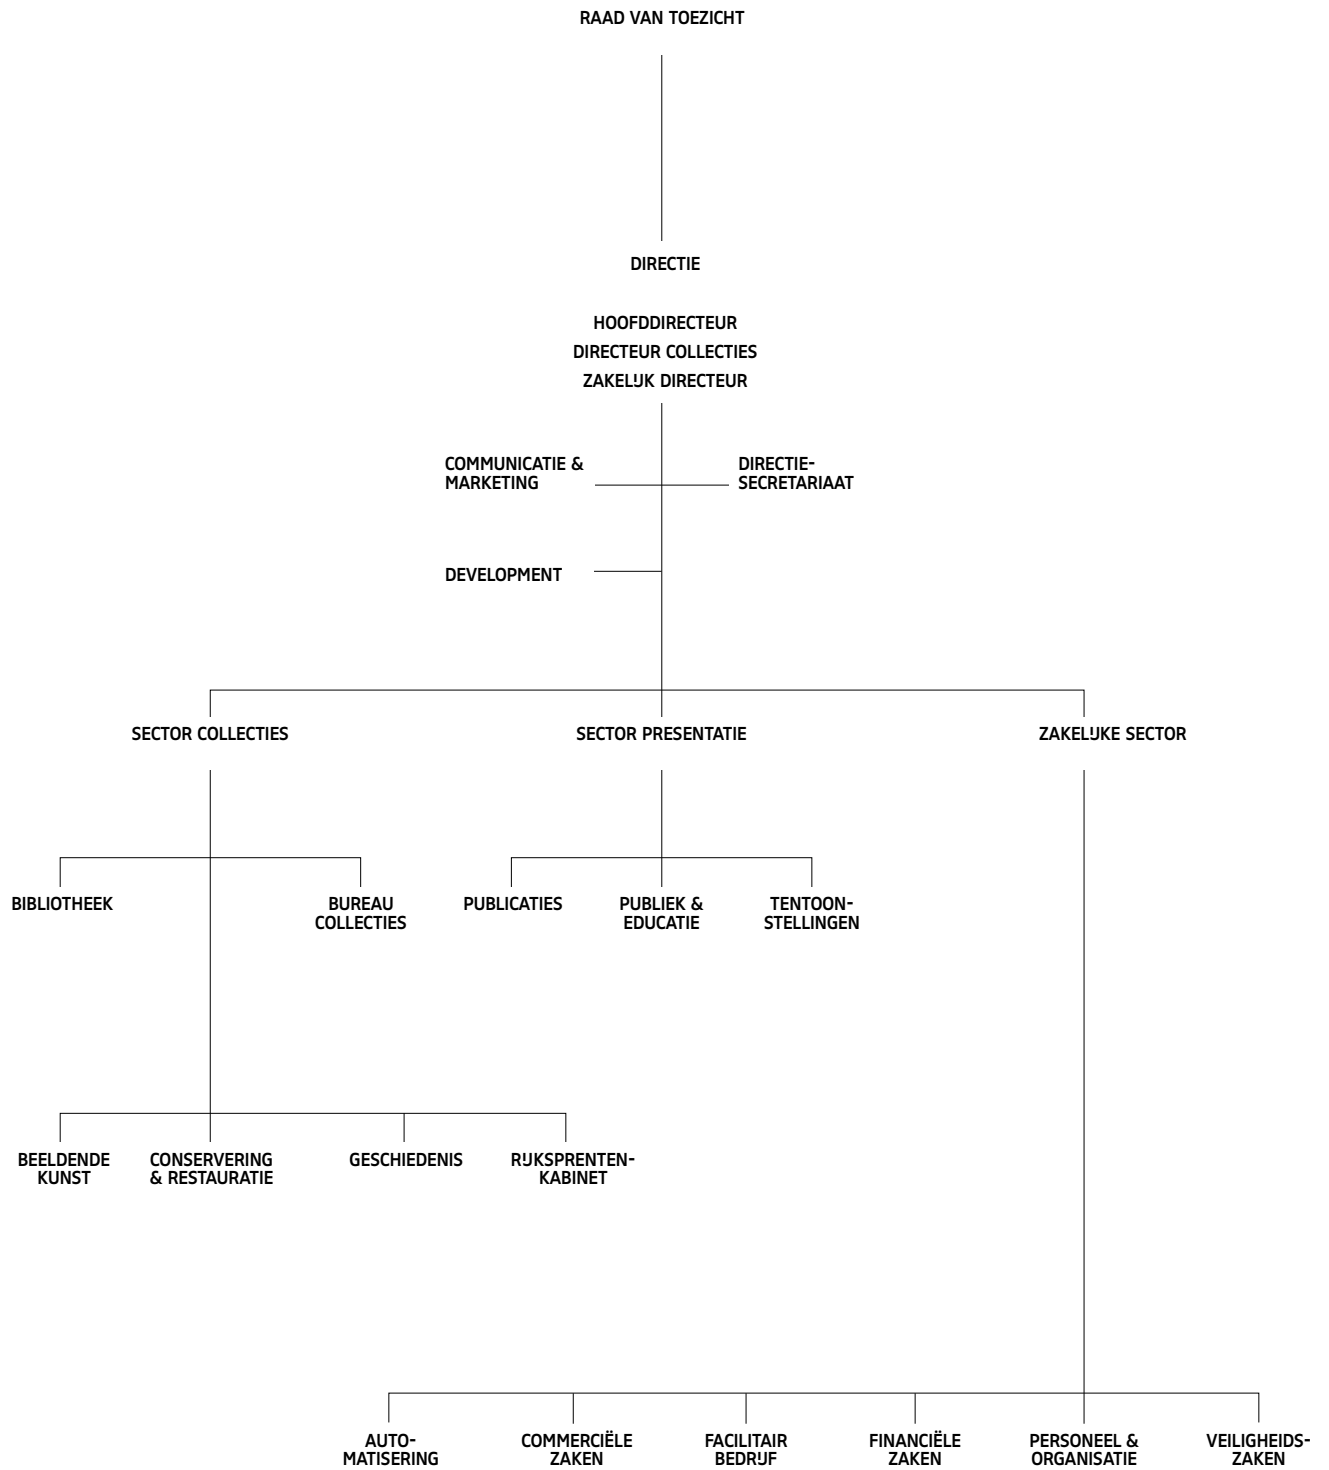 RAAD VAN TOEZICHT
DIRECTIE
HOOFDDIRECTEUR
DIRECTEUR COLLECTIES
ZAKELIJK DIRECTEUR
COMMUNICATIE &
MARKETING
DIRECTIE-
SECRETARIAAT
DEVELOPMENT
SECTOR COLLECTIES
SECTOR PRESENTATIE
ZAKELIJKE SECTOR
BIBLIOTHEEK
BUREAU
COLLECTIES
PUBLICATIES
PUBLIEK &
EDUCATIE
TENTOON-
STELLINGEN
BEELDENDE
KUNST
CONSERVERING
& RESTAURATIE
GESCHIEDENIS
RIJKSPRENTEN-
KABINET
AUTO-
MATISERING
COMMERCIËLE
ZAKEN
FACILITAIR
BEDRIJF
FINANCIËLE
ZAKEN
PERSONEEL &
ORGANISATIE
VEILIGHEIDS-
ZAKEN